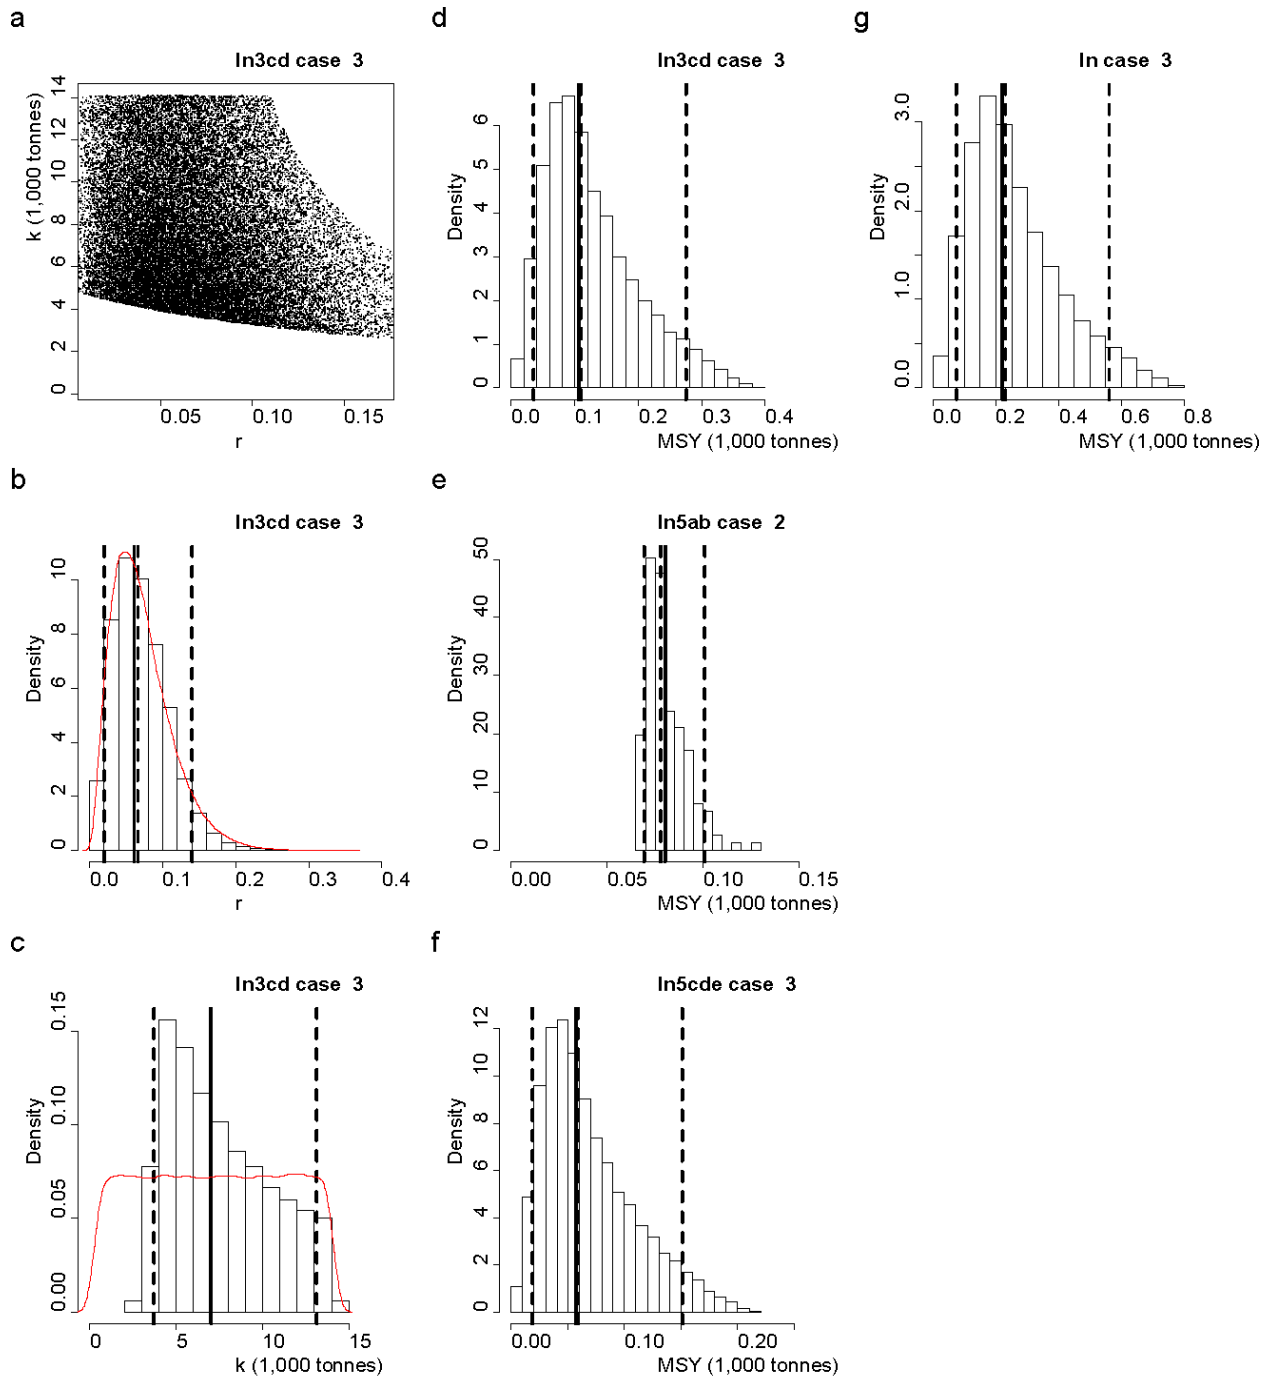 a
In3cd case 3
k (1,000 tonnes)
0 2 4 6 8 10 12 14
0.05 0.10 0.15
r
b
In3cd case 3
Density
0 2 4 6 8 10
0.0 0.1 0.2 0.3 0.4
r
c
In3cd case 3
Density
0.00 0.05 0.10 0.15
0 5 10 15
k (1,000 tonnes)
d
In3cd case 3
Density
0 1 2 3 4 5 6
0.0 0.1 0.2 0.3 0.4
MSY (1,000 tonnes)
e
In5ab case 2
Density
0 10 20 30 40 50
0.00 0.05 0.10 0.15
MSY (1,000 tonnes)
f
In5cde case 3
Density
0 2 4 6 8 10 12
0.00 0.10 0.20
MSY (1,000 tonnes)
g
In case 3
Density
0.0 1.0 2.0 3.0
0.0 0.2 0.4 0.6 0.8
MSY (1,000 tonnes)